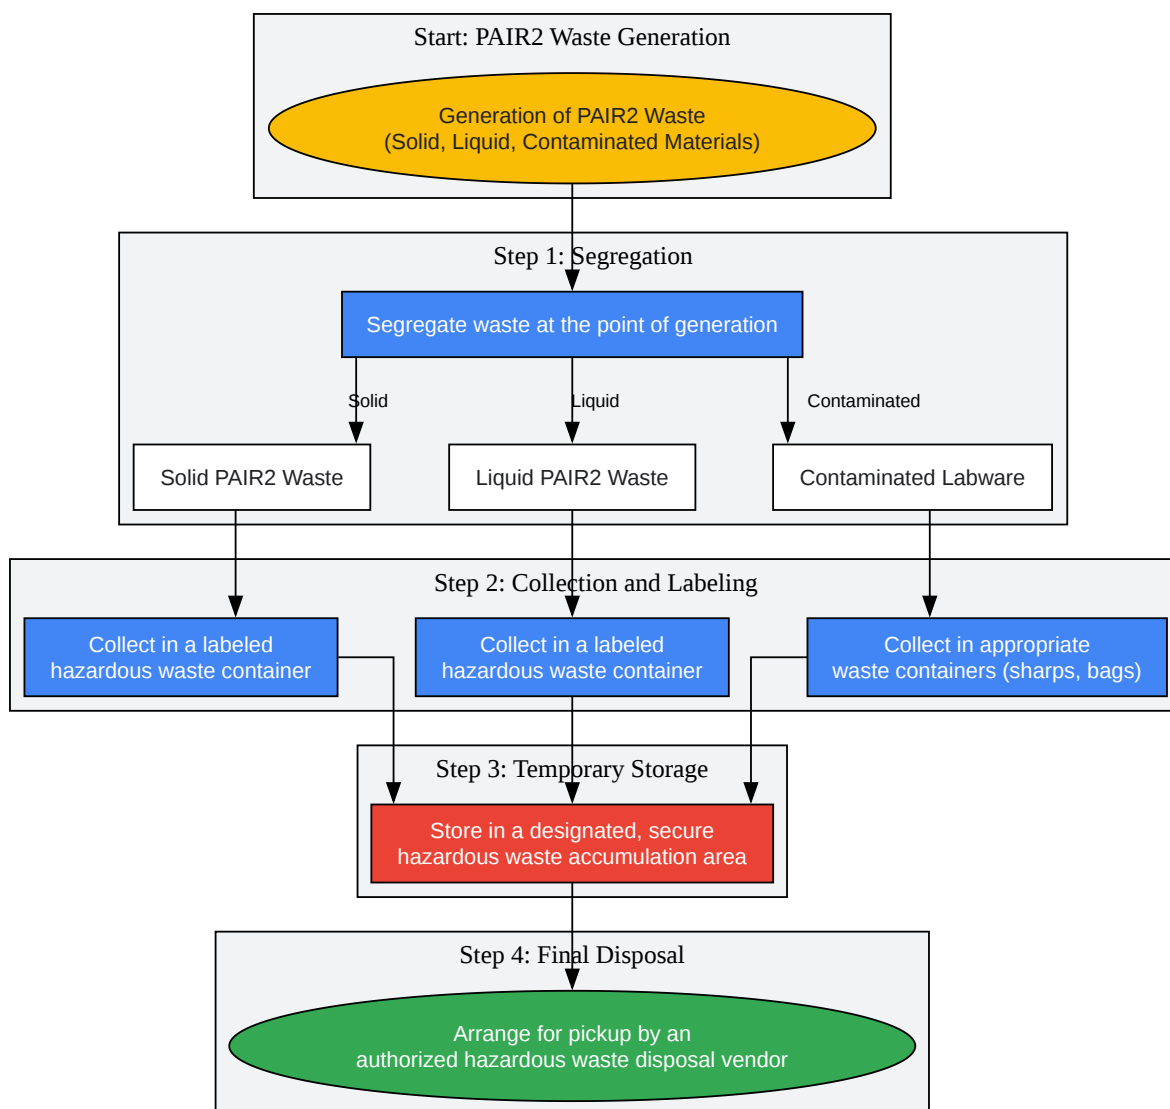 Start: PAIR2 Waste Generation
Generation of PAIR2 Waste
(Solid, Liquid, Contaminated Materials)
Step 1: Segregation
Segregate waste at the point of generation
Solid
Liquid
Contaminated
Solid PAIR2 Waste
Liquid PAIR2 Waste
Contaminated Labware
Step 2: Collection and Labeling
Collect in a labeled
hazardous waste container
Collect in a labeled
hazardous waste container
Collect in appropriate
waste containers (sharps, bags)
Step 3: Temporary Storage
Store in a designated, secure
hazardous waste accumulation area
Step 4: Final Disposal
Arrange for pickup by an
authorized hazardous waste disposal vendor